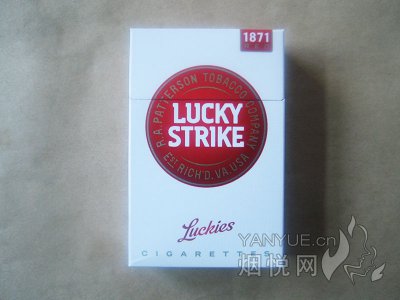 1871
R.A. PATTERSON TOBACCO COMPANY
LUCKY
STRIKE
EST RICH'D, VA. USA
Luckies
CIGARETTES
YANYUE.cn
烟悦网